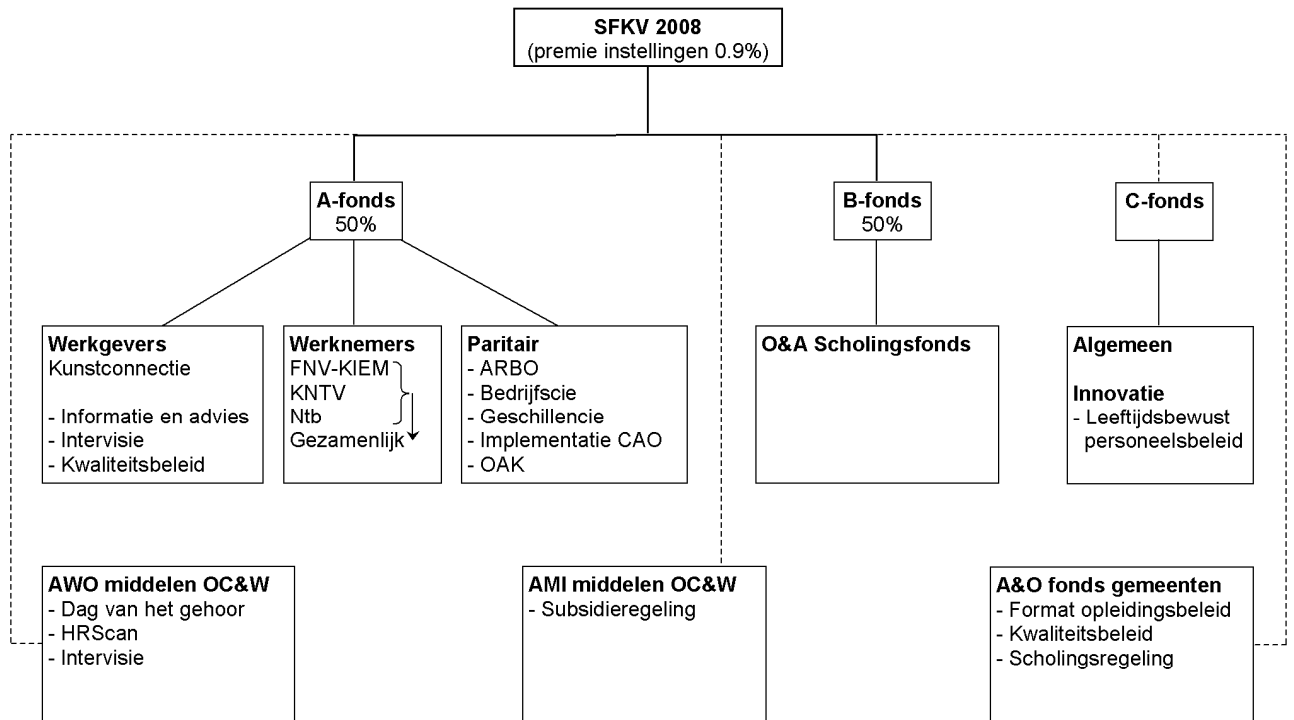 SFKV 2008
(premie instellingen 0.9%)
A-fonds
50%
B-fonds
50%
C-fonds
Werkgevers
Kunstconnectie
- Informatie en advies
- Intervisie
- Kwaliteitsbeleid
Werknemers
FNV-KIEM
KNTV
Ntb
Gezamenlijk
Paritair
- ARBO
- Bedrijfscie
- Geschillencie
- Implementatie CAO
- OAK
O&A Scholingsfonds
Algemeen
Innovatie
- Leeftijdsbewust
personeelsbeleid
AWO middelen OC&W
- Dag van het gehoor
- HRScan
- Intervisie
AMI middelen OC&W
- Subsidieregeling
A&O fonds gemeenten
- Format opleidingsbeleid
- Kwaliteitsbeleid
- Scholingsregeling